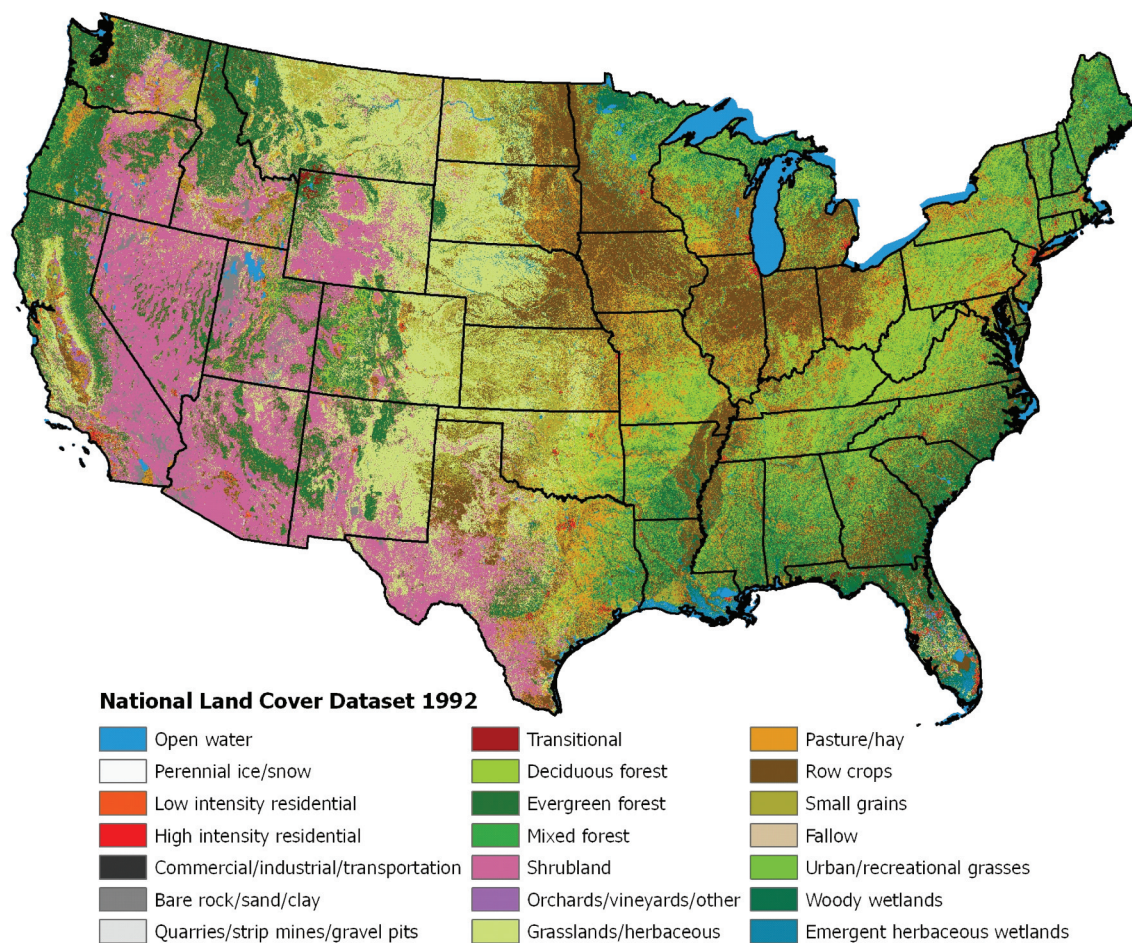 National Land Cover Dataset 1992
Open water
Perennial ice/snow
Low intensity residential
High intensity residential
Commercial/industrial/transportation
Bare rock/sand/clay
Quarries/strip mines/gravel pits
Transitional
Deciduous forest
Evergreen forest
Mixed forest
Shrubland
Orchards/vineyards/other
Grasslands/herbaceous
Pasture/hay
Row crops
Small grains
Fallow
Urban/recreational grasses
Woody wetlands
Emergent herbaceous wetlands